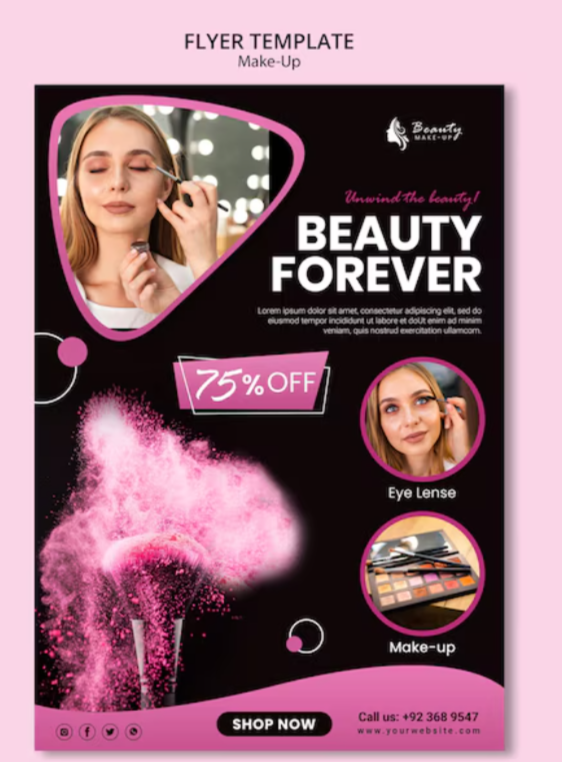 FLYER TEMPLATE
Make-Up
Beauty
MAKE-UP
Unwind the beauty!
BEAUTY
FOREVER
Lorem ipsum dolor sit amet, consectetur adipiscing elit, sed do
eiusmod tempor incididunt ut labore et dolUt enim ad minim
veniam, quis nostrud exercitation ullamcorn.
75% OFF
Eye Lense
Make-up
SHOP NOW
Call us: +92 368 9547
www.yourwebsite.com